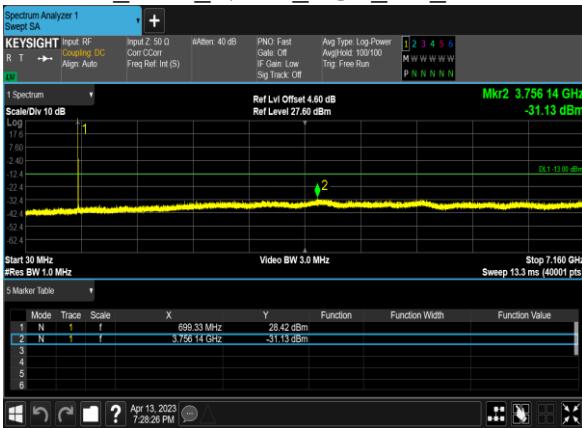 Spectrum Analyzer 1
Swept SA
+
KEYSIGHT Input: RF Input Z: 50 Ω #Atten: 40 dB PNO: Fast Avg Type: Log-Power 1 2 3 4 5 6
R T Coupling: DC Corr CCorr Gate: Off Avg|Hold: 100/100 M W W W W W
Align: Auto Freq Ref: Int (S) IF Gain: Low Trig: Free Run
LV Sig Track: Off P N N N N N
1 Spectrum Ref Lvl Offset 4.60 dB Mkr2 3.756 14 GHz
Scale/Div 10 dB Ref Level 27.60 dBm -31.13 dBm
Log
17.6
7.60
-2.40
-12.4
-22.4
-32.4
-42.4
-52.4
-62.4
1
DL1 -13.00 dBm
2
Start 30 MHz Video BW 3.0 MHz Stop 7.160 GHz
#Res BW 1.0 MHz Sweep 13.3 ms (40001 pts
5 Marker Table
Mode Trace Scale X Y Function Function Width Function Value
1 N 1 f 699.33 MHz 28.42 dBm
2 N 1 f 3.756 14 GHz -31.13 dBm
3
4
5
6
? Apr 13, 2023
7:28:26 PM